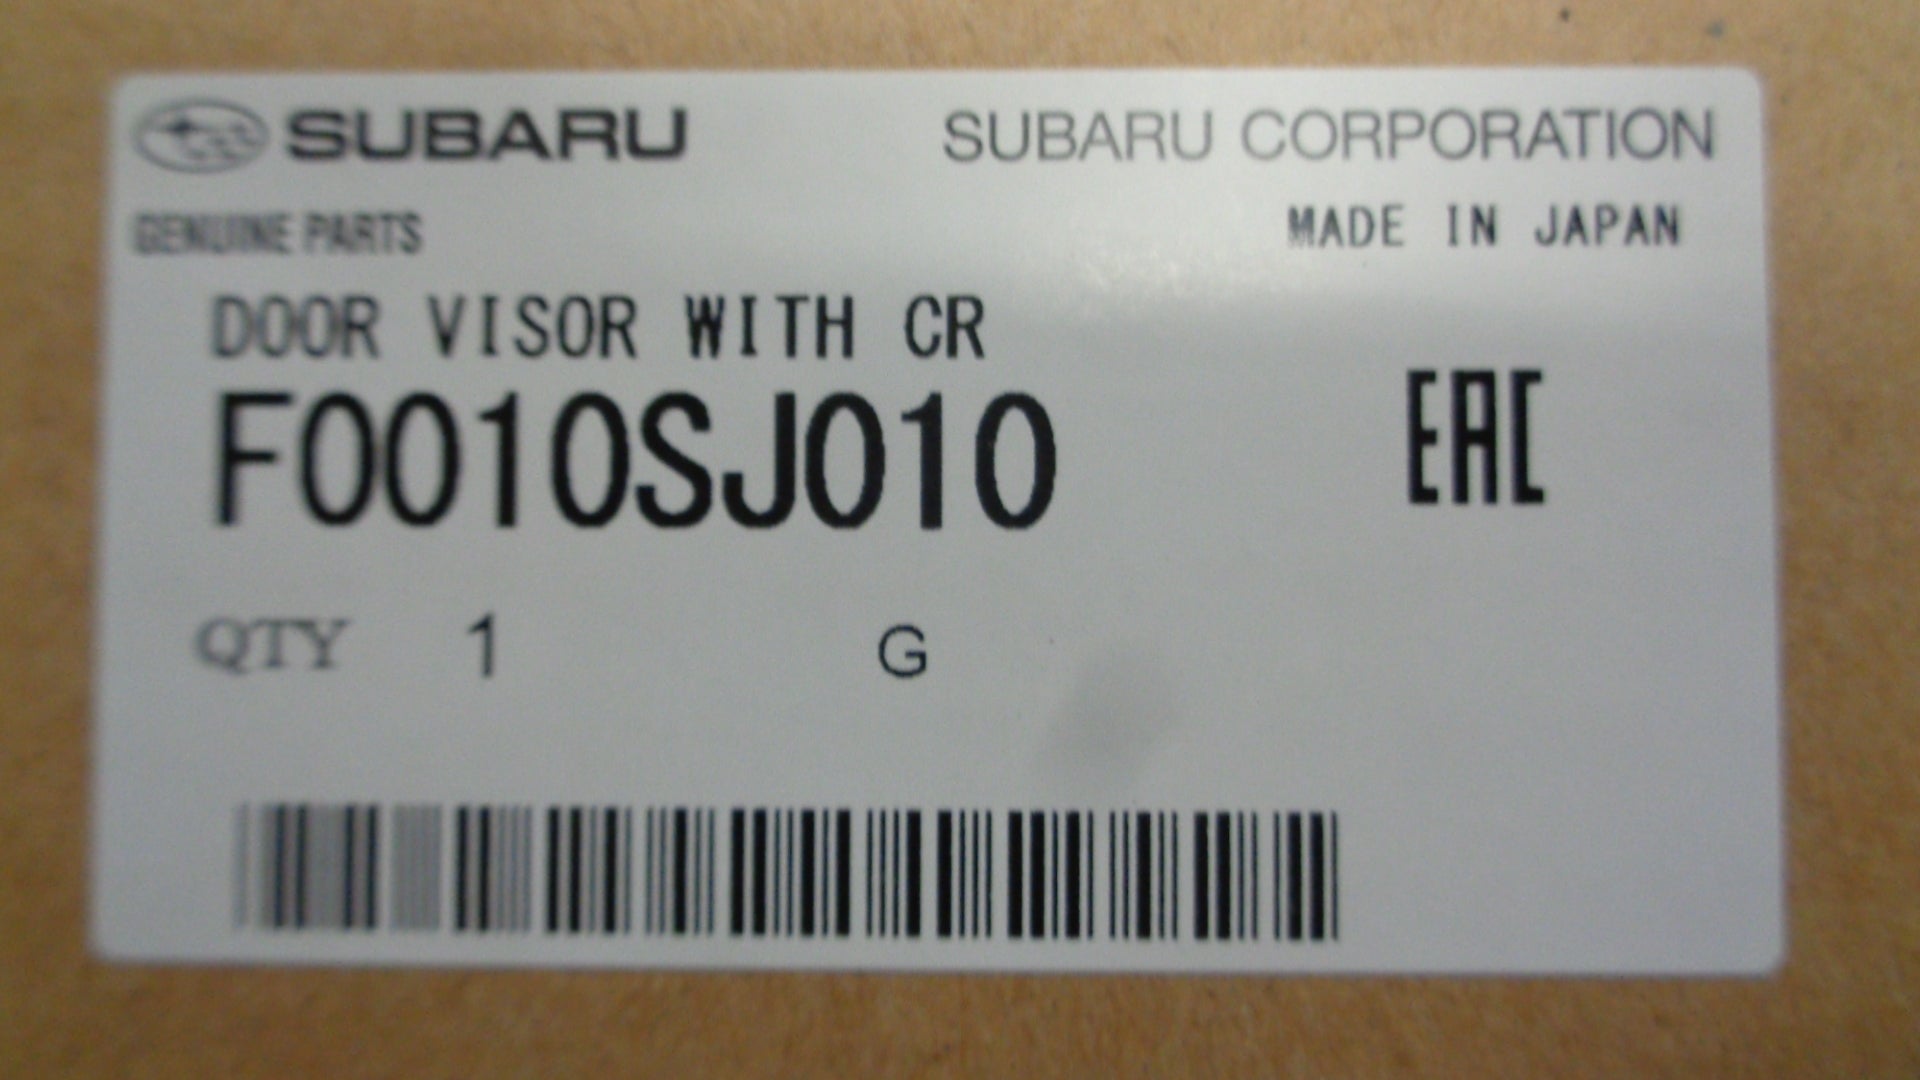 SUBARU SUBARU CORPORATION
GENUINE PARTS MADE IN JAPAN
DOOR VISOR WITH CR
F0010SJ010 EAC
QTY 1 G